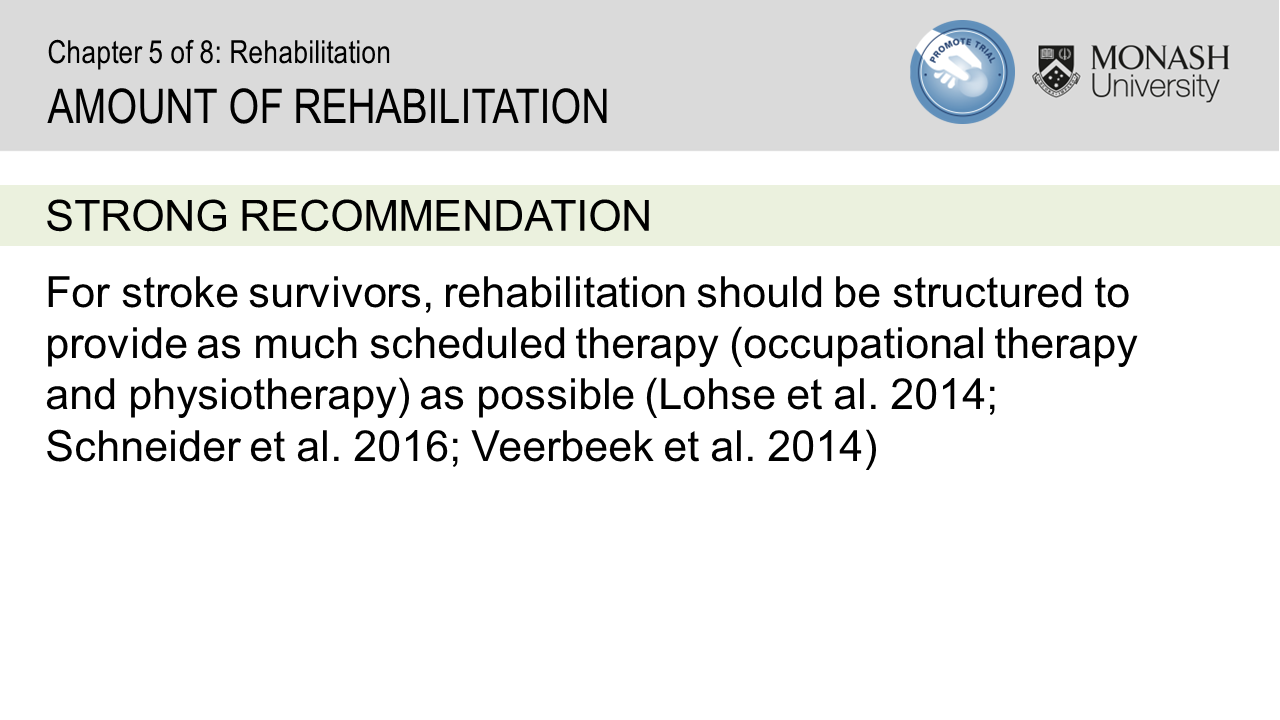 Chapter 5 of 8: Rehabilitation
AMOUNT OF REHABILITATION
PROMOTE TRIAL
MONASH
University
STRONG RECOMMENDATION
For stroke survivors, rehabilitation should be structured to
provide as much scheduled therapy (occupational therapy
and physiotherapy) as possible (Lohse et al. 2014;
Schneider et al. 2016; Veerbeek et al. 2014)